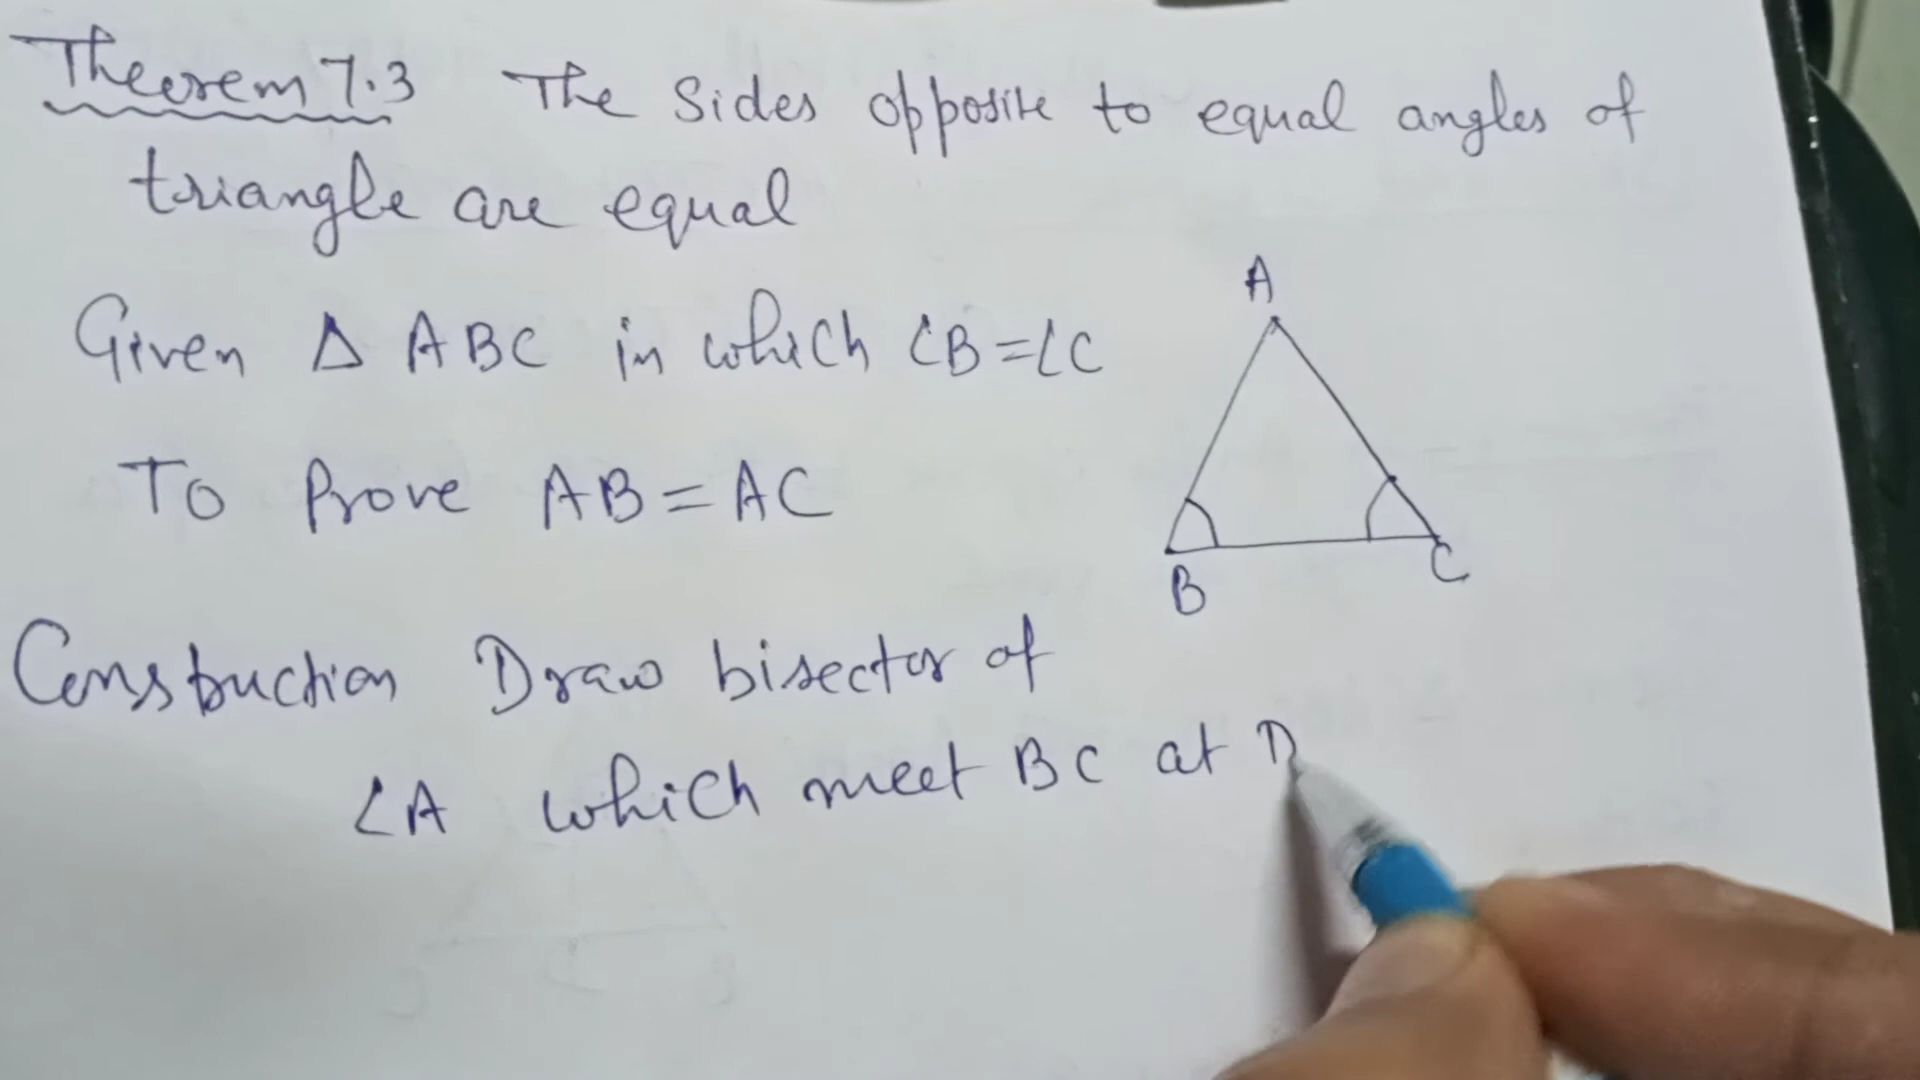 Theorem 7.3 The Sides opposite to equal angles of
triangle are equal
Given Δ ABC in which ∠B=∠C
To Prove AB=AC
Construction Draw bisector of
∠A which meet BC at D
A
B
C